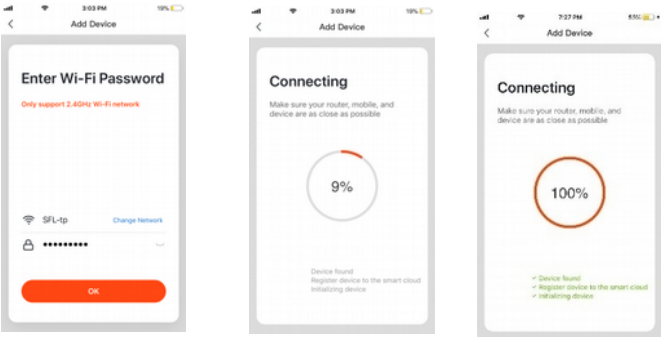 3:03 PM
19%
Add Device
Enter Wi-Fi Password
Only support 2.4GHz Wi-Fi network
SFL-tp
Change Network
•••••••••
OK
3:03 PM
19%
Add Device
Connecting
Make sure your router, mobile, and
device are as close as possible
9%
Device found
Register device to the smart cloud
Initializing device
7:27 PM
Add Device
Connecting
Make sure your router, mobile, and
device are as close as possible
100%
✓ Device found
✓ Register device to the smart cloud
✓ Initializing device